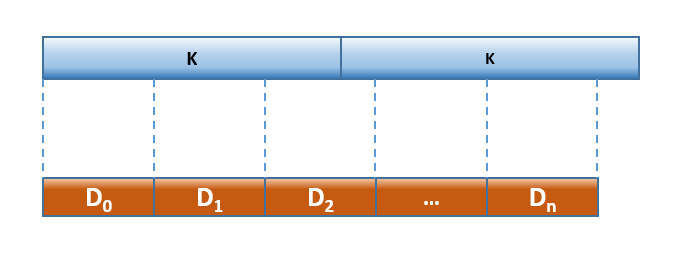 K K
D₀ D₁ D₂ ... Dₙ